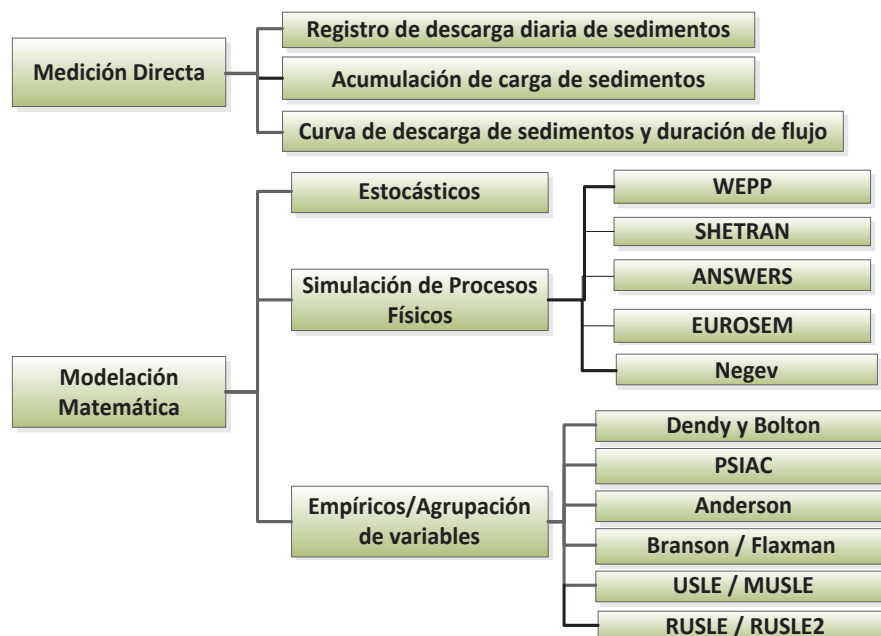 Medición Directa
Registro de descarga diaria de sedimentos
Acumulación de carga de sedimentos
Curva de descarga de sedimentos y duración de flujo
Modelación
Matemática
Estocásticos
Simulación de Procesos
Físicos
WEPP
SHETRAN
ANSWERS
EUROSEM
Negev
Empíricos/Agrupación
de variables
Dendy y Bolton
PSIAC
Anderson
Branson / Flaxman
USLE / MUSLE
RUSLE / RUSLE2